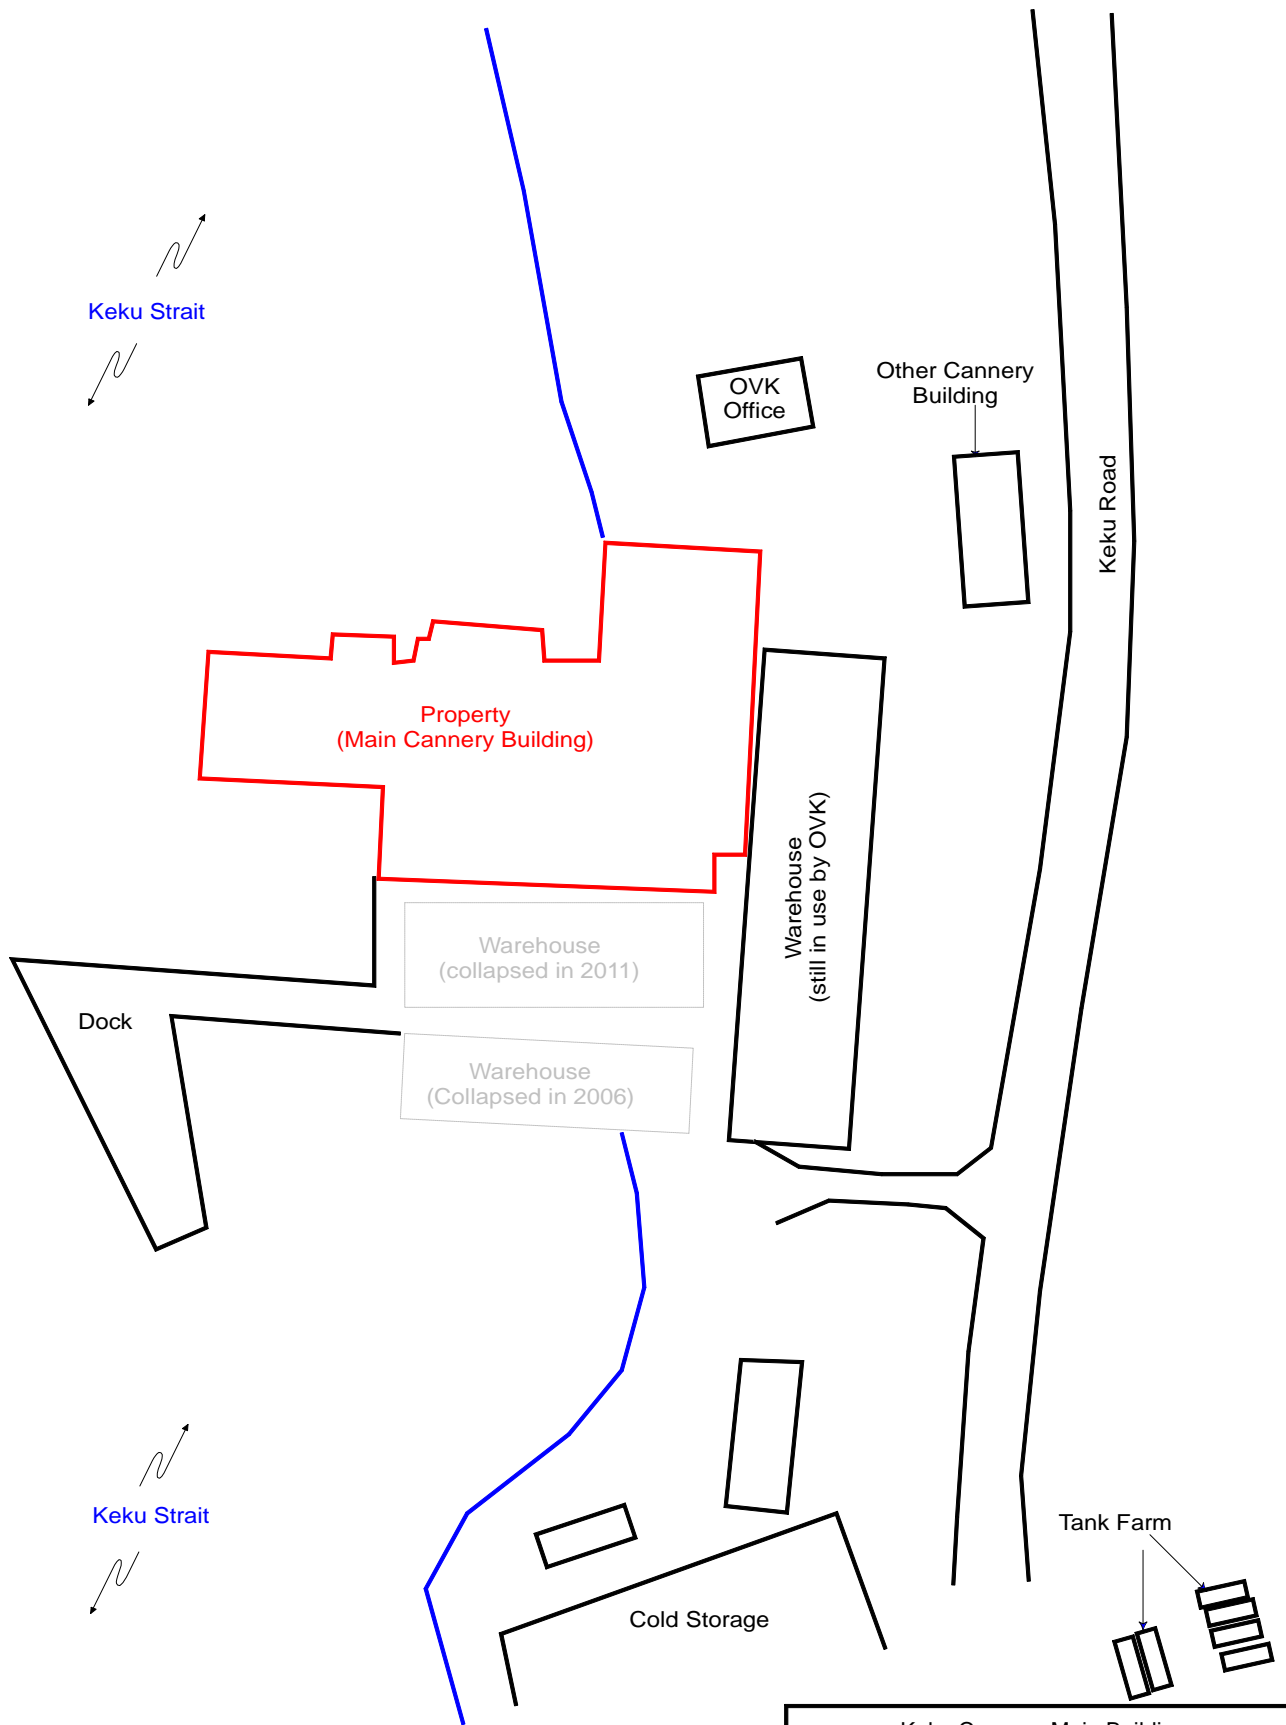 Keku Strait
OVK
Office
Other Cannery
Building
Keku Road
Property
(Main Cannery Building)
Warehouse
(still in use by OVK)
Warehouse
(collapsed in 2011)
Dock
Warehouse
(Collapsed in 2006)
Keku Strait
Tank Farm
Cold Storage